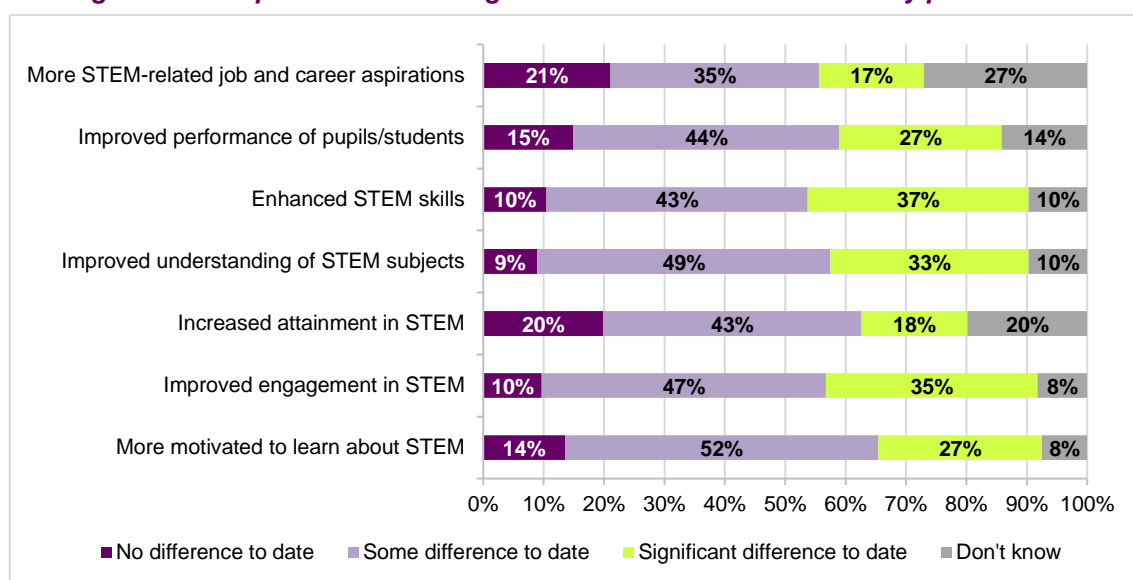 More STEM-related job and career aspirations 21% 35% 17% 27%
Improved performance of pupils/students 15% 44% 27% 14%
Enhanced STEM skills 10% 43% 37% 10%
Improved understanding of STEM subjects 9% 49% 33% 10%
Increased attainment in STEM 20% 43% 18% 20%
Improved engagement in STEM 10% 47% 35% 8%
More motivated to learn about STEM 14% 52% 27% 8%
0% 10% 20% 30% 40% 50% 60% 70% 80% 90% 100%
No difference to date Some difference to date Significant difference to date Don't know